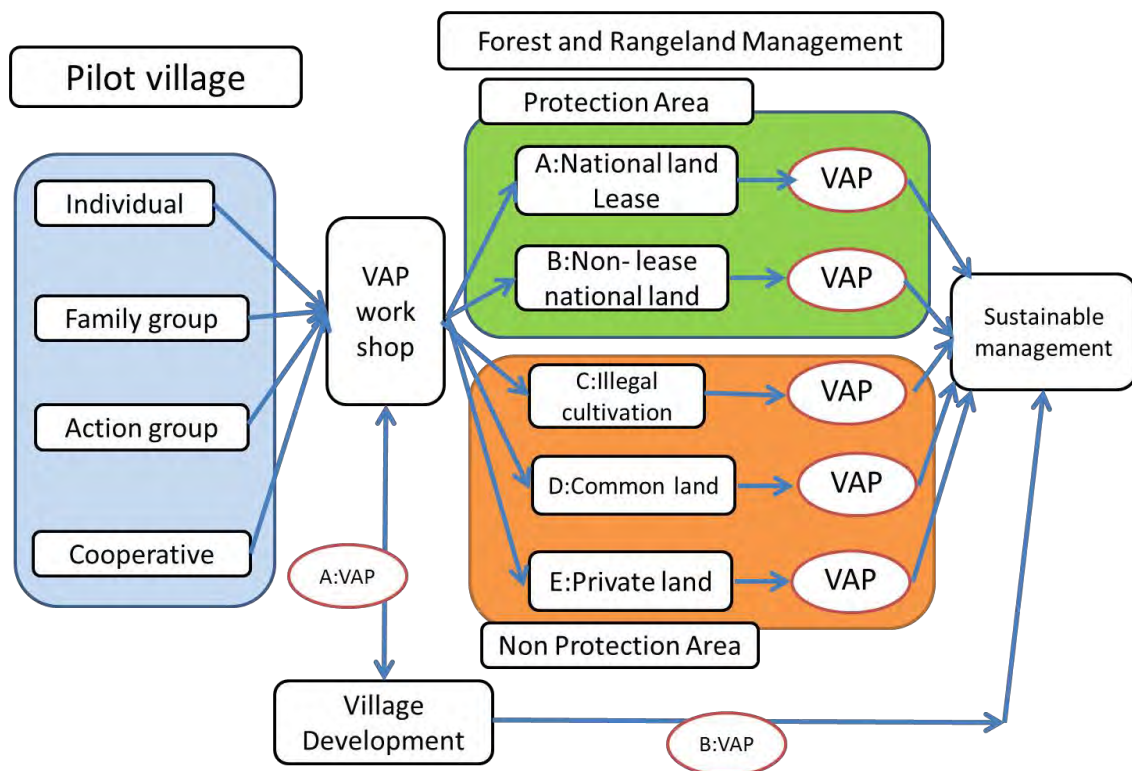 Pilot village
Forest and Rangeland Management
Protection Area
Individual
Family group
Action group
Cooperative
VAP
work
shop
A:National land
Lease
VAP
B:Non- lease
national land
VAP
C:Illegal
cultivation
VAP
D:Common land
VAP
E:Private land
VAP
Non Protection Area
Sustainable
management
A:VAP
Village
Development
B:VAP